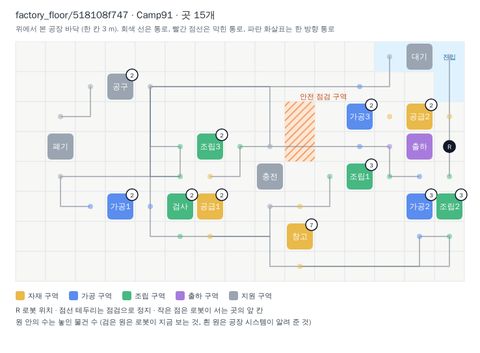 factory_floor/518108f747 · Camp91 · 곳 15개
위에서 본 공장 바닥 (한 칸 3 m). 회색 선은 통로, 빨간 점선은 막힌 통로, 파란 화살표는 한 방향 통로
대기
진입
공구 2
안전 점검 구역
가공3 2
공급2 2
폐기
조립3 2
출하
R
충전
조립1 3
가공1 2
검사 2
공급1 2
가공2 3
조립2 3
창고 7
자재 구역
가공 구역
조립 구역
출하 구역
지원 구역
R 로봇 위치 · 점선 테두리는 점검으로 정지 · 작은 점은 로봇이 서는 곳의 앞 칸
원 안의 수는 놓인 물건 수 (검은 원은 로봇이 지금 보는 것, 흰 원은 공장 시스템이 알려 준 것)